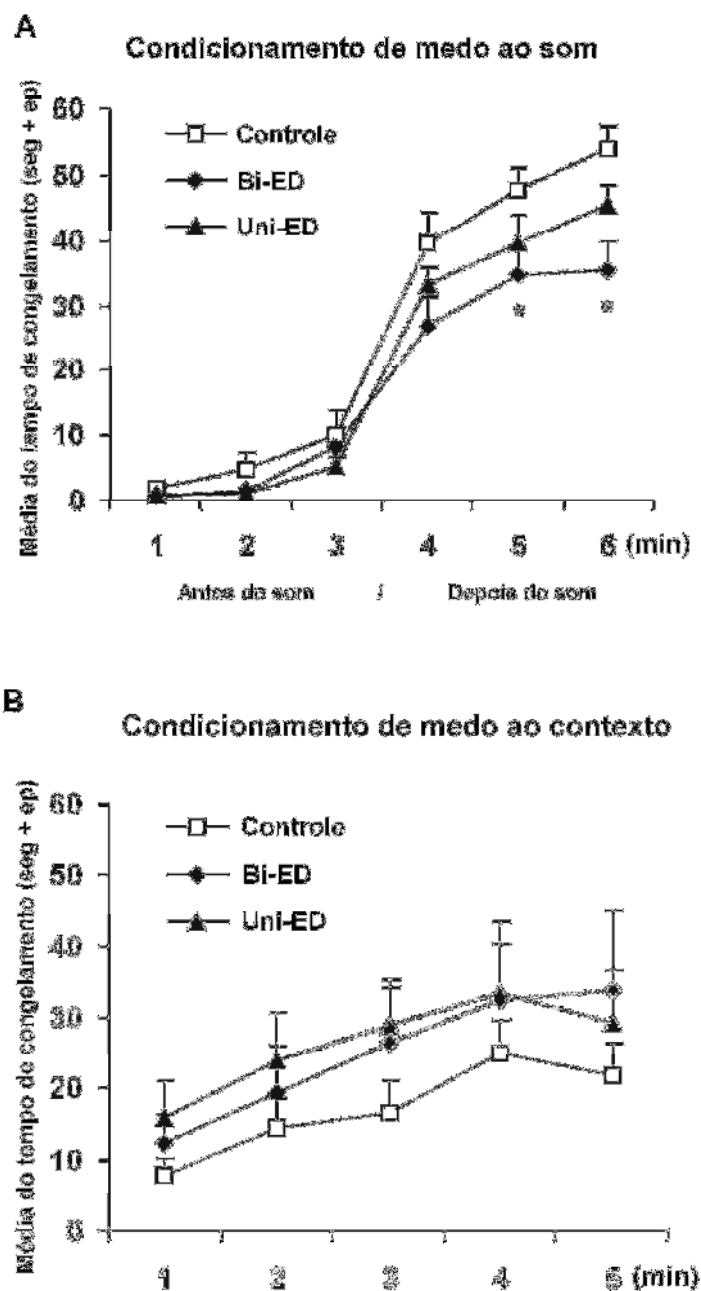 A
Condicionamento de medo ao som
Média do tempo de congelamento (seg + ep)
60
50
40
30
20
10
0
Controle
Bi-ED
Uni-ED
*
*
1 2 3 4 5 6 (min)
Antes do som / Depois do som
B
Condicionamento de medo ao contexto
Média do tempo de congelamento (seg + ep)
60
50
40
30
20
10
0
Controle
Bi-ED
Uni-ED
1 2 3 4 5 (min)